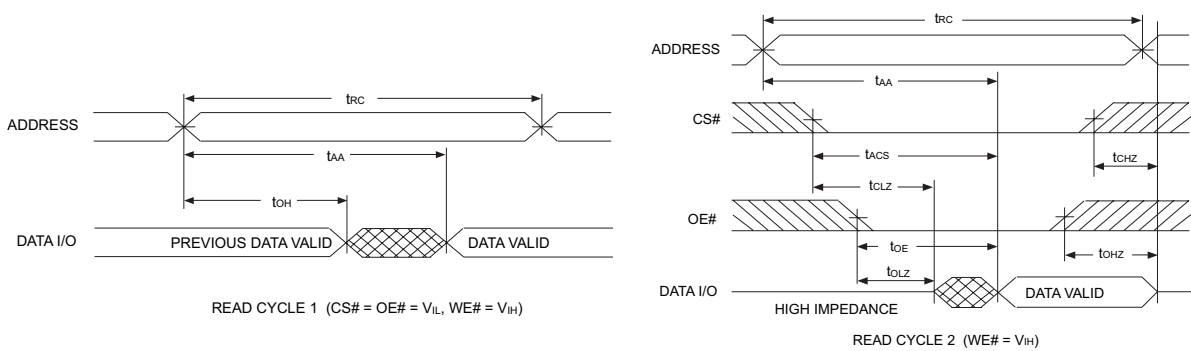 tRC
ADDRESS
tAA
tOH
DATA I/O
PREVIOUS DATA VALID
DATA VALID
READ CYCLE 1 (CS# = OE# = VIL, WE# = VIH)
tRC
ADDRESS
tAA
CS#
tACS
tCHZ
tCLZ
OE#
tOE
tOHZ
tOLZ
DATA I/O
HIGH IMPEDANCE
DATA VALID
READ CYCLE 2 (WE# = VIH)